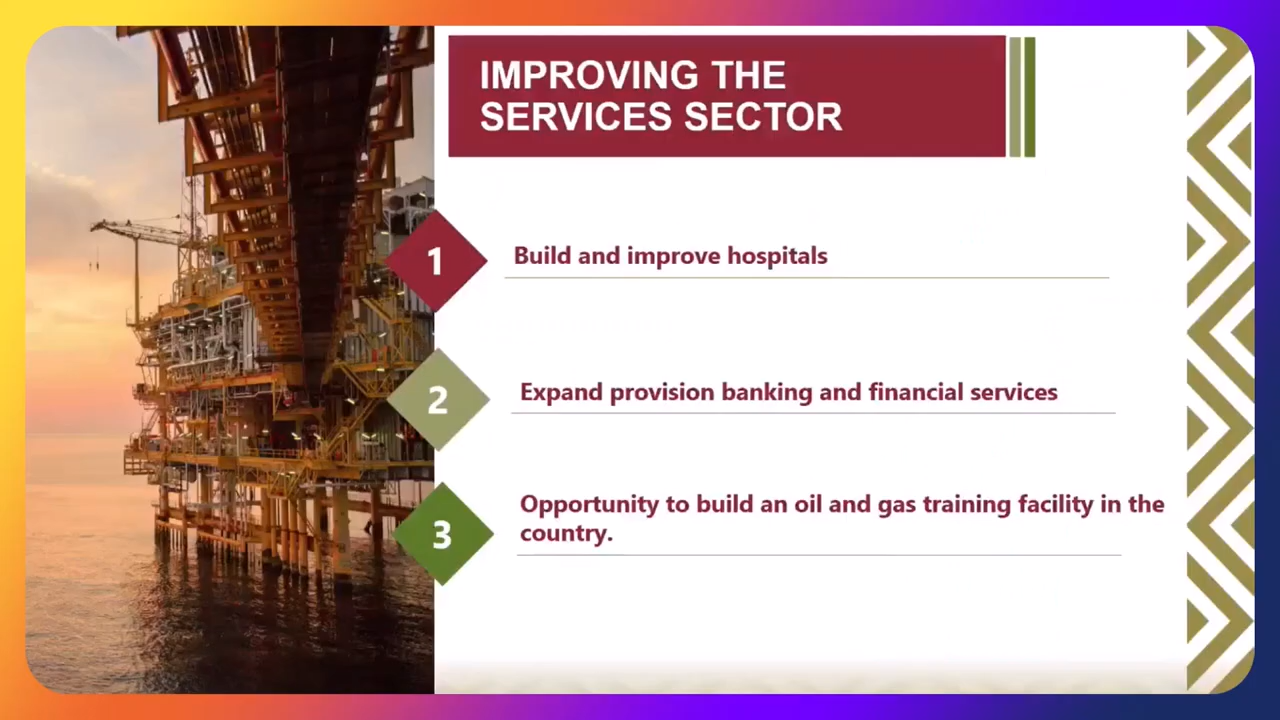 IMPROVING THE
SERVICES SECTOR
1
Build and improve hospitals
2
Expand provision banking and financial services
3
Opportunity to build an oil and gas training facility in the
country.